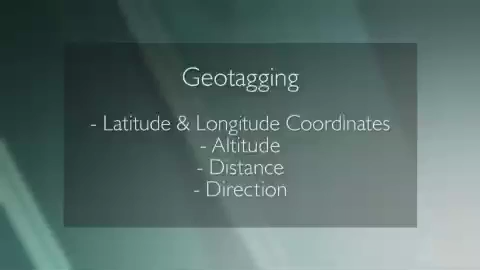 Geotagging
- Latitude & Longitude Coordinates
- Altitude
- Distance
- Direction